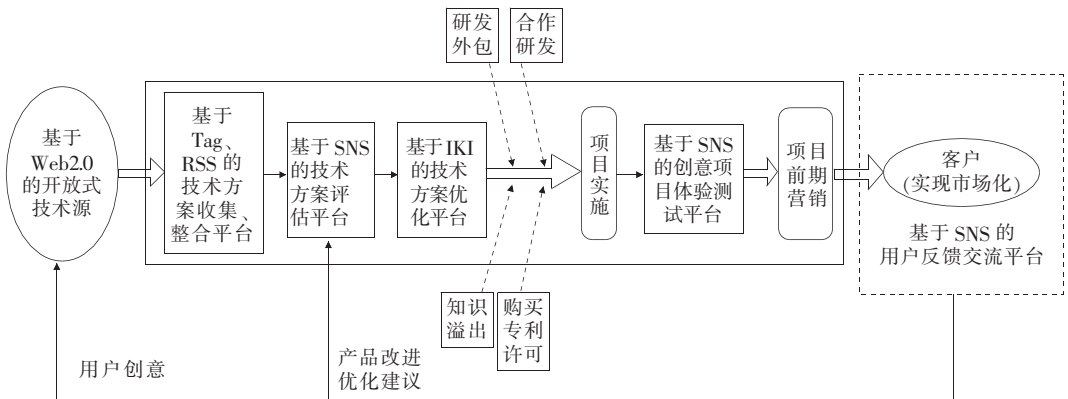 研发
外包
合作
研发
基于
Web2.0
的开放式
技术源
基于
Tag、
RSS 的
技术方
案收集、
整合平台
基于 SNS
的技术
方案评
估平台
基于IKI
的技术
方案优
化平台
项
目
实
施
基于 SNS
的创意项
目体验测
试平台
项目
前期
营销
客户
(实现市场化)
基于 SNS 的
用户反馈交流平台
知识
溢出
购买
专利
许可
用户创意
产品改进
优化建议